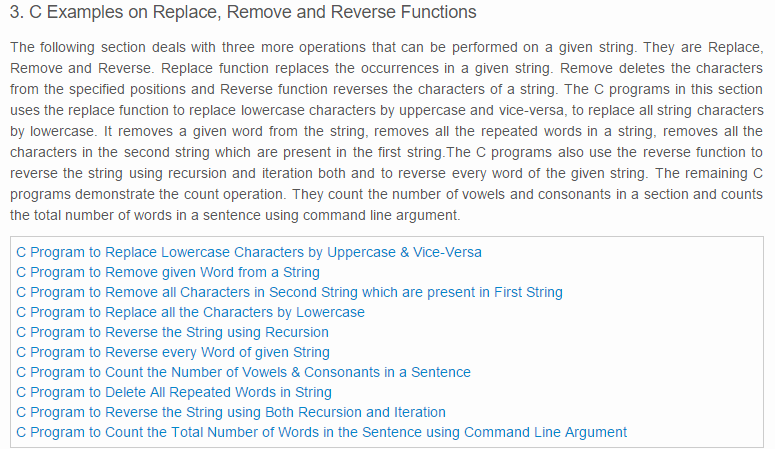 3. C Examples on Replace, Remove and Reverse Functions
The following section deals with three more operations that can be performed on a given string. They are Replace,
Remove and Reverse. Replace function replaces the occurrences in a given string. Remove deletes the characters
from the specified positions and Reverse function reverses the characters of a string. The C programs in this section
uses the replace function to replace lowercase characters by uppercase and vice-versa, to replace all string characters
by lowercase. It removes a given word from the string, removes all the repeated words in a string, removes all the
characters in the second string which are present in the first string.The C programs also use the reverse function to
reverse the string using recursion and iteration both and to reverse every word of the given string. The remaining C
programs demonstrate the count operation. They count the number of vowels and consonants in a section and counts
the total number of words in a sentence using command line argument.
C Program to Replace Lowercase Characters by Uppercase & Vice-Versa
C Program to Remove given Word from a String
C Program to Remove all Characters in Second String which are present in First String
C Program to Replace all the Characters by Lowercase
C Program to Reverse the String using Recursion
C Program to Reverse every Word of given String
C Program to Count the Number of Vowels & Consonants in a Sentence
C Program to Delete All Repeated Words in String
C Program to Reverse the String using Both Recursion and Iteration
C Program to Count the Total Number of Words in the Sentence using Command Line Argument